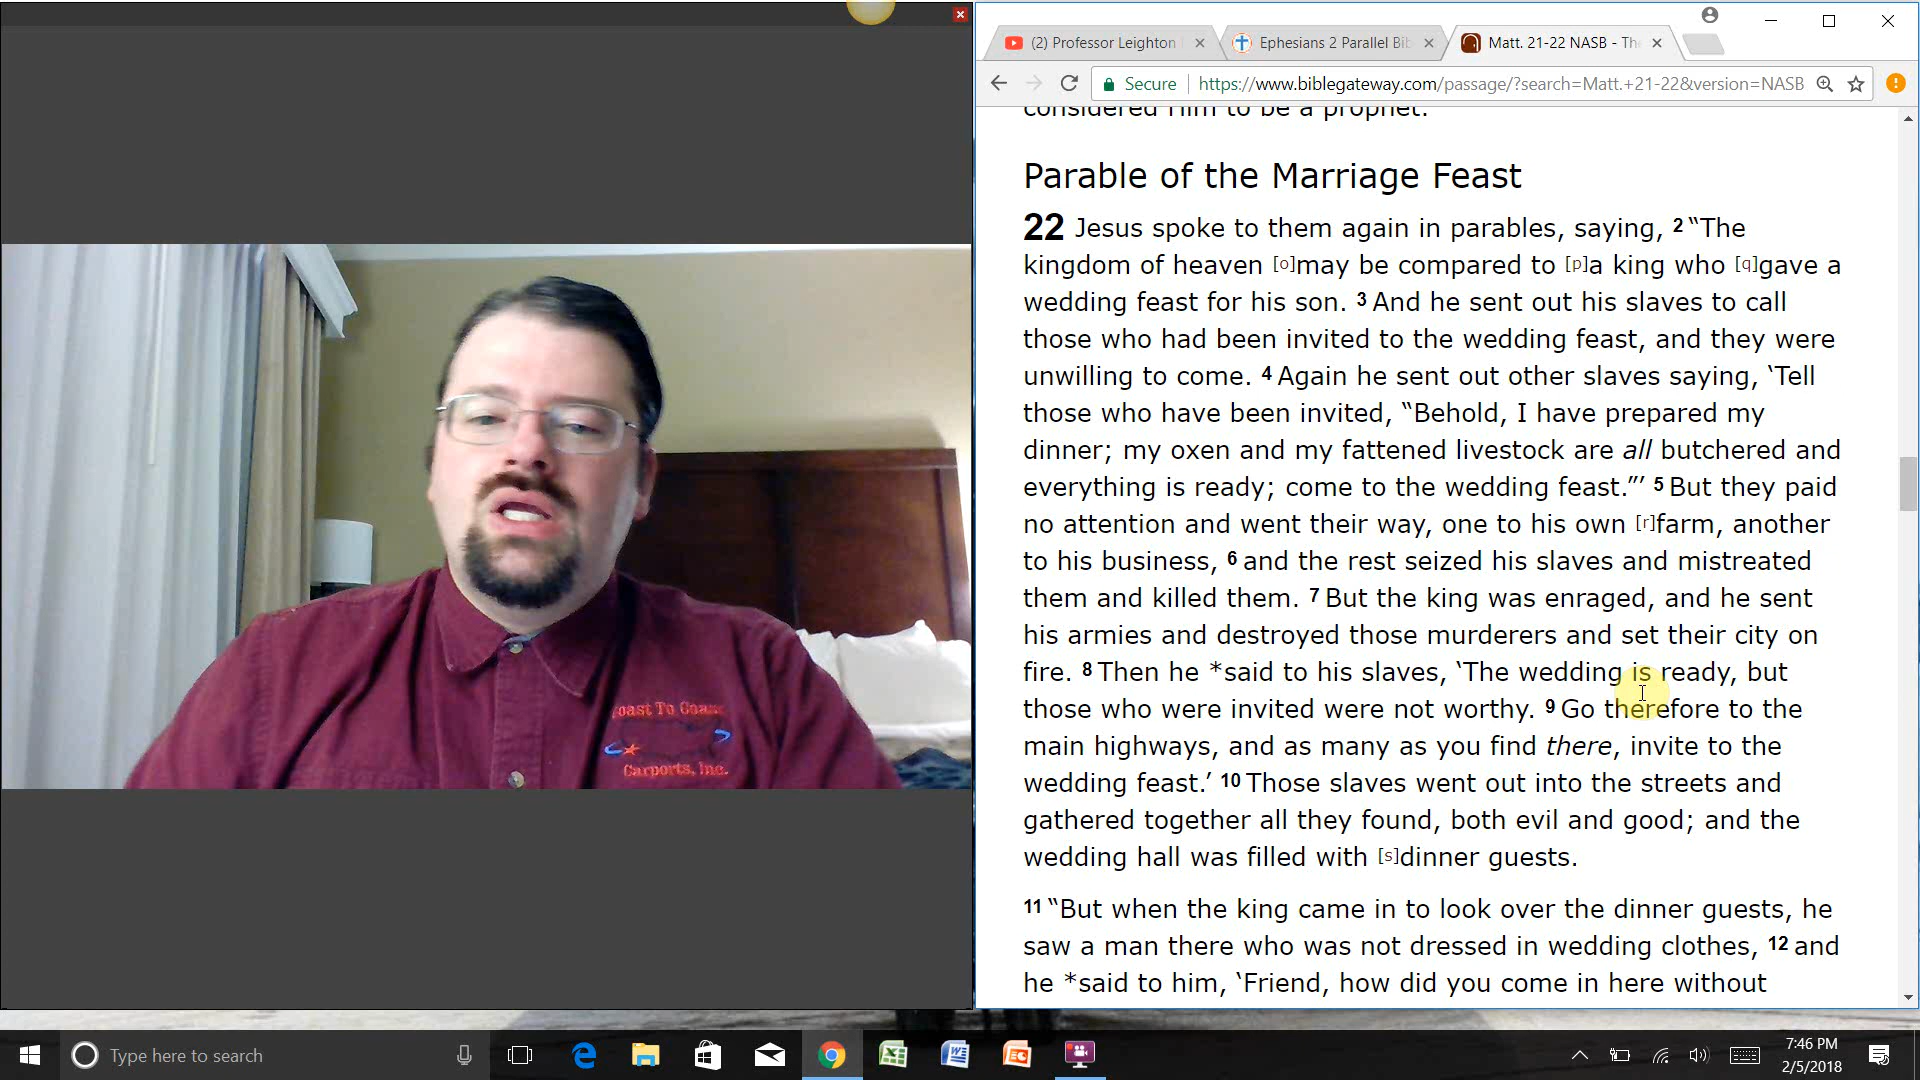 (2) Professor Leighton
Ephesians 2 Parallel Bib
Matt. 21-22 NASB - The
Secure
https://www.biblegateway.com/passage/?search=Matt.+21-22&version=NASB
considered Him to be a prophet.
Parable of the Marriage Feast
22 Jesus spoke to them again in parables, saying, 2 “The
kingdom of heaven [o]may be compared to [p]a king who [q]gave a
wedding feast for his son. 3 And he sent out his slaves to call
those who had been invited to the wedding feast, and they were
unwilling to come. 4 Again he sent out other slaves saying, ‘Tell
those who have been invited, “Behold, I have prepared my
dinner; my oxen and my fattened livestock are all butchered and
everything is ready; come to the wedding feast.”’ 5 But they paid
no attention and went their way, one to his own [r]farm, another
to his business, 6 and the rest seized his slaves and mistreated
them and killed them. 7 But the king was enraged, and he sent
his armies and destroyed those murderers and set their city on
fire. 8 Then he *said to his slaves, ‘The wedding is ready, but
those who were invited were not worthy. 9 Go therefore to the
main highways, and as many as you find there, invite to the
wedding feast.’ 10 Those slaves went out into the streets and
gathered together all they found, both evil and good; and the
wedding hall was filled with [s]dinner guests.
11 “But when the king came in to look over the dinner guests, he
saw a man there who was not dressed in wedding clothes, 12 and
he *said to him, ‘Friend, how did you come in here without
Coast To Coast
Carports, Inc.
Type here to search
7:46 PM
2/5/2018